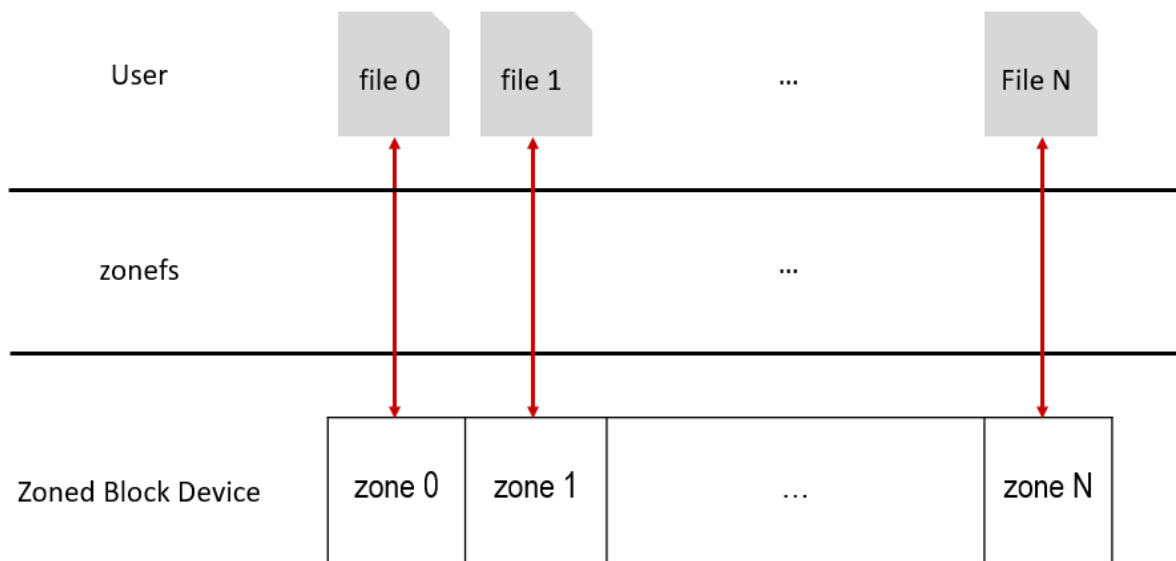 User
file 0
file 1
...
File N
zonefs
...
Zoned Block Device
zone 0
zone 1
...
zone N